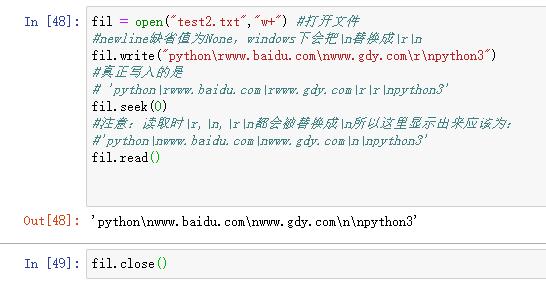 In [48]: fil = open("test2.txt","w+") #打开文件
#newline缺省值为None，windows下会把\n替换成\r\n
fil.write("python\rwww.baidu.com\nwww.gdy.com\r\npython3")
#真正写入的是
# 'python\rwww.baidu.com\rwww.gdy.com\r\r\npython3'
fil.seek(0)
#注意：读取时\r,\n,\r\n都会被替换成\n所以这里显示出来应该为：
#'python\nwww.baidu.com\nwww.gdy.com\n\npython3'
fil.read()
Out[48]: 'python\nwww.baidu.com\nwww.gdy.com\n\npython3'
In [49]: fil.close()